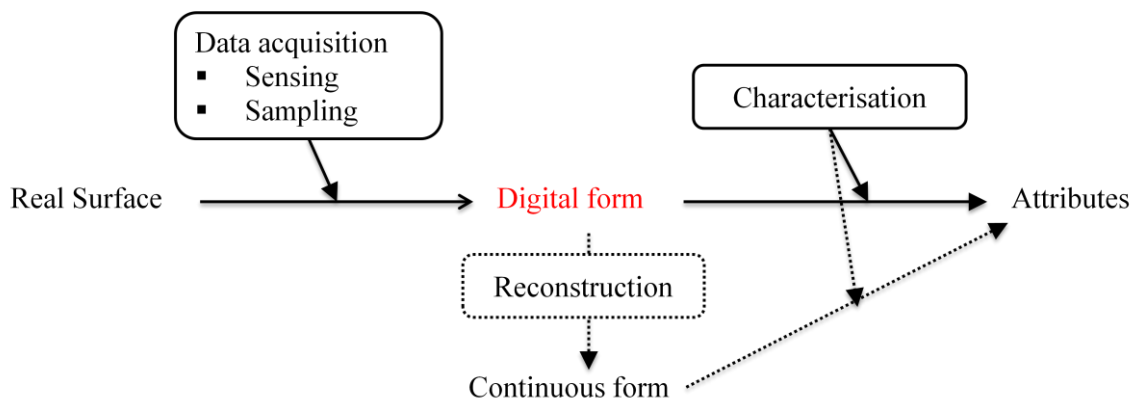 Data acquisition
▪ Sensing
▪ Sampling
Characterisation
Real Surface
Digital form
Attributes
Reconstruction
Continuous form